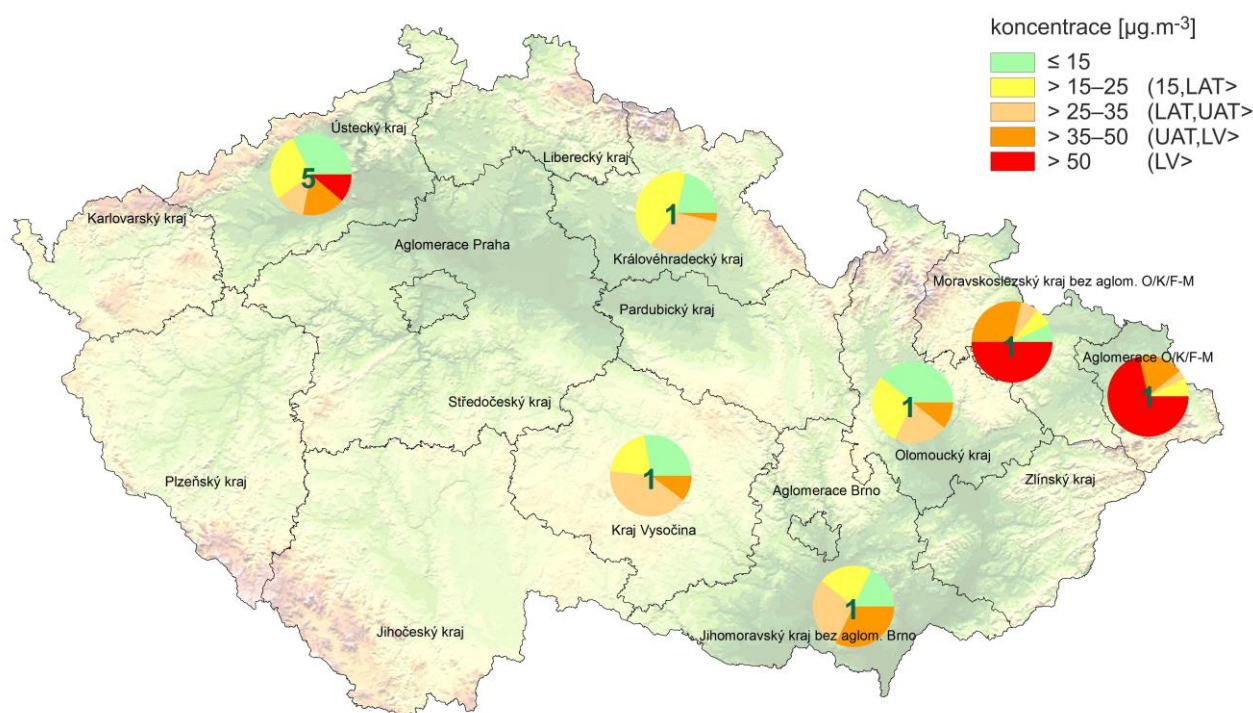 koncentrace [µg.m⁻³]
≤ 15
> 15–25 (15,LAT>
> 25–35 (LAT,UAT>
> 35–50 (UAT,LV>
> 50 (LV>
Ústecký kraj
5
Liberecký kraj
Karlovarský kraj
1
Aglomerace Praha
Královéhradecký kraj
Moravskoslezský kraj bez aglom. O/K/F-M
Pardubický kraj
1
Aglomerace O/K/F-M
1
Středočeský kraj
1
Olomoucký kraj
Plzeňský kraj
1
Aglomerace Brno
Zlínský kraj
Kraj Vysočina
1
Jihočeský kraj
Jihomoravský kraj bez aglom. Brno